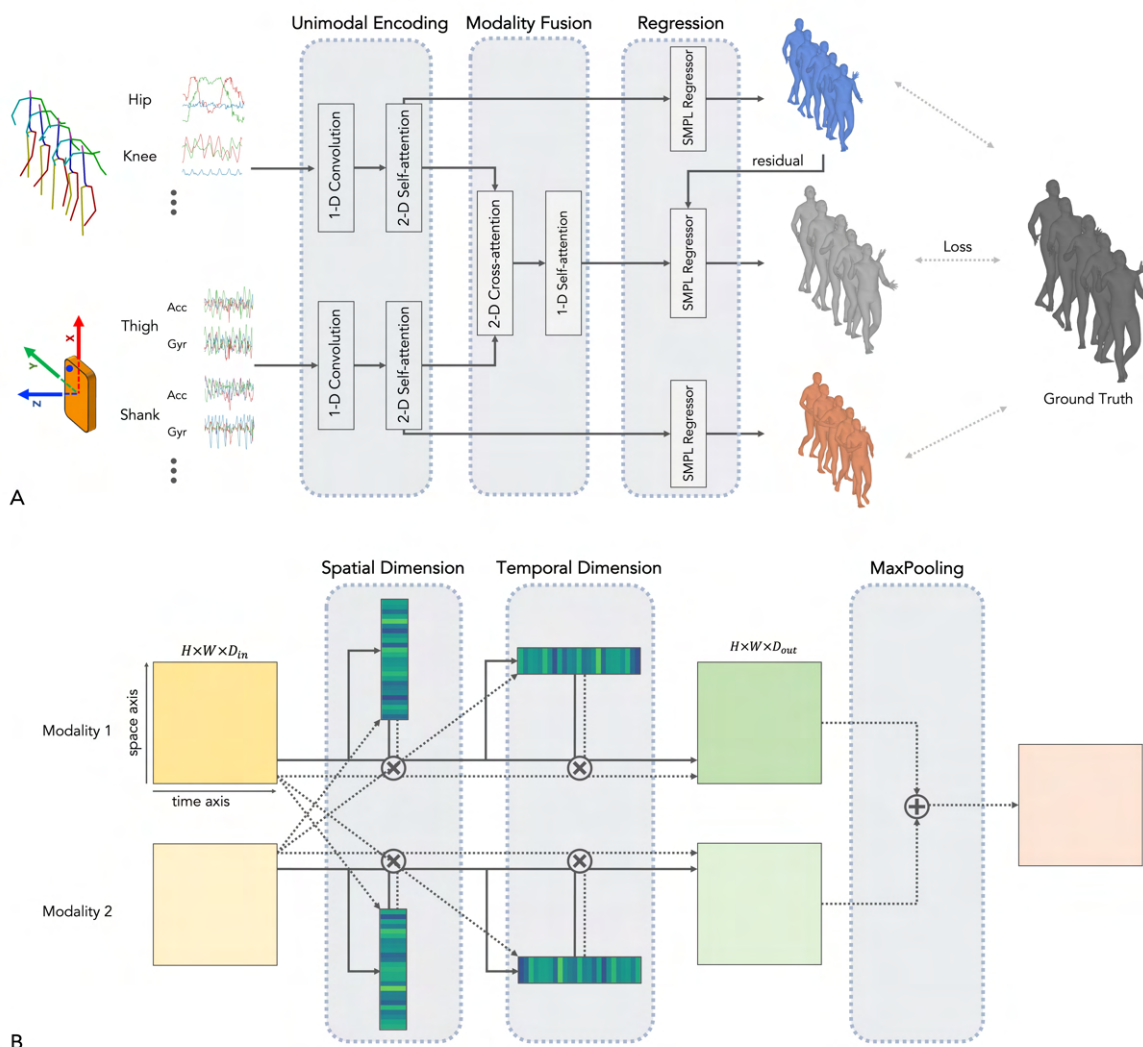 Unimodal Encoding
Modality Fusion
Regression
Hip
Knee
1-D Convolution
2-D Self-attention
SMPL Regressor
residual
2-D Cross-attention
1-D Self-attention
SMPL Regressor
Loss
Ground Truth
X
Y
Z
Thigh
Acc
Gyr
Shank
Acc
Gyr
1-D Convolution
2-D Self-attention
SMPL Regressor
A
Spatial Dimension
Temporal Dimension
MaxPooling
H×W×D_in
H×W×D_out
Modality 1
space axis
time axis
Modality 2
B